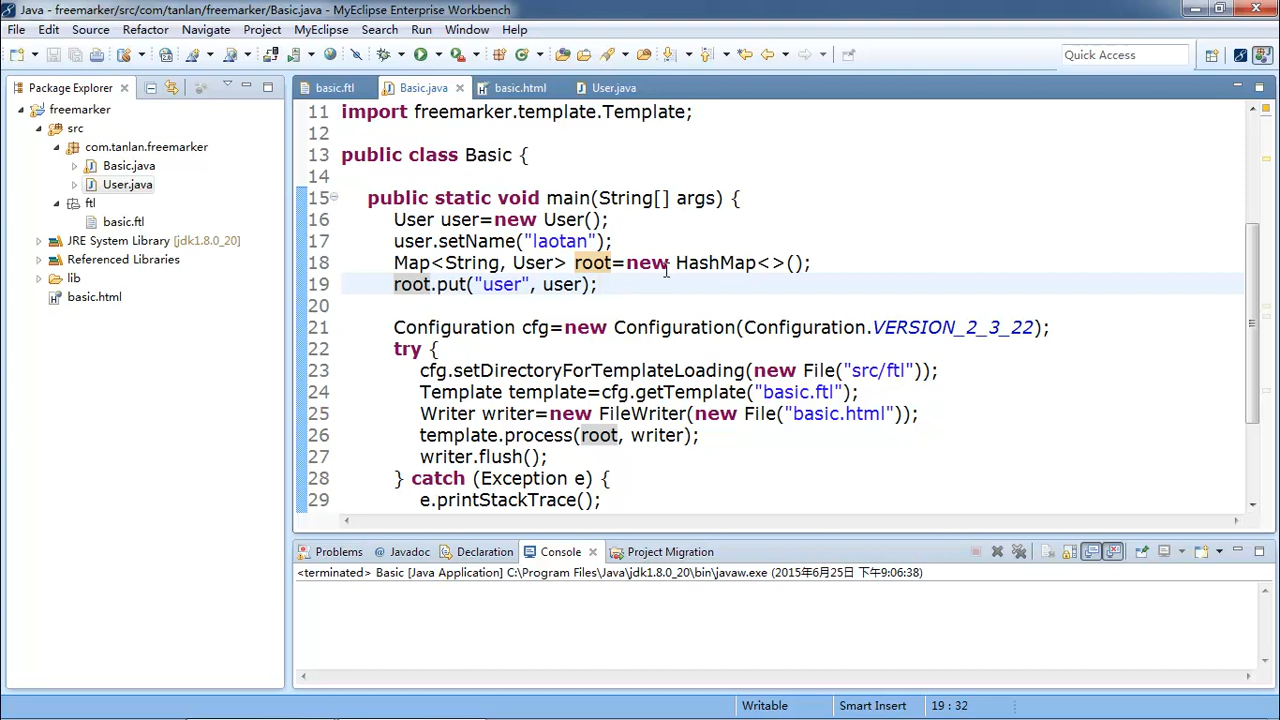 Java - freemarker/src/com/tanlan/freemarker/Basic.java - MyEclipse Enterprise Workbench
File Edit Source Refactor Navigate Project MyEclipse Search Run Window Help
Quick Access
Package Explorer
freemarker
src
com.tanlan.freemarker
Basic.java
User.java
ftl
basic.ftl
JRE System Library [jdk1.8.0_20]
Referenced Libraries
lib
basic.html
basic.ftl Basic.java basic.html User.java
11 import freemarker.template.Template;
12
13 public class Basic {
14
15 public static void main(String[] args) {
16 User user=new User();
17 user.setName("laotan");
18 Map<String, User> root=new HashMap<>();
19 root.put("user", user);
20
21 Configuration cfg=new Configuration(Configuration.VERSION_2_3_22);
22 try {
23 cfg.setDirectoryForTemplateLoading(new File("src/ftl"));
24 Template template=cfg.getTemplate("basic.ftl");
25 Writer writer=new FileWriter(new File("basic.html"));
26 template.process(root, writer);
27 writer.flush();
28 } catch (Exception e) {
29 e.printStackTrace();
Problems @ Javadoc Declaration Console Project Migration
<terminated> Basic [Java Application] C:\Program Files\Java\jdk1.8.0_20\bin\javaw.exe (2015年6月25日 下午9:06:38)
Writable Smart Insert 19 : 32